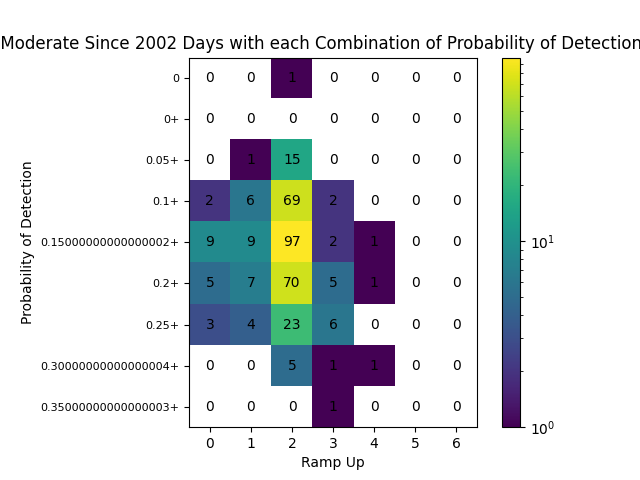 Moderate Since 2002 Days with each Combination of Probability of Detection
Probability of Detection
0 0 0 1 0 0 0 0
0+ 0 0 0 0 0 0 0
0.05+ 0 1 15 0 0 0 0
0.1+ 2 6 69 2 0 0 0
0.15000000000000002+ 9 9 97 2 1 0 0
0.2+ 5 7 70 5 1 0 0
0.25+ 3 4 23 6 0 0 0
0.30000000000000004+ 0 0 5 1 1 0 0
0.35000000000000003+ 0 0 0 1 0 0 0
0 1 2 3 4 5 6
Ramp Up
10¹
10⁰